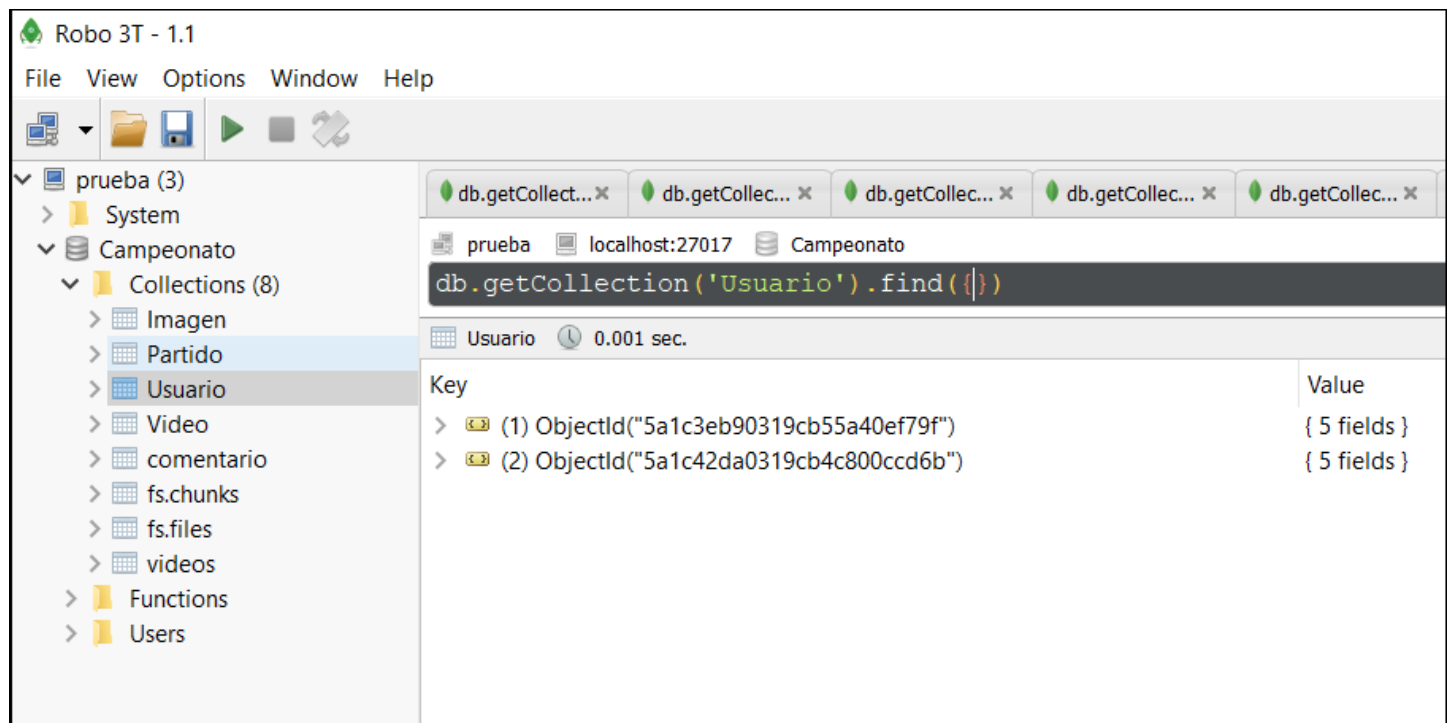 Robo 3T - 1.1
File View Options Window Help
prueba (3)
System
Campeonato
Collections (8)
Imagen
Partido
Usuario
Video
comentario
fs.chunks
fs.files
videos
Functions
Users
db.getCollect... db.getCollec... db.getCollec... db.getCollec... db.getCollec...
prueba localhost:27017 Campeonato
db.getCollection('Usuario').find({})
Usuario 0.001 sec.
Key Value
(1) ObjectId("5a1c3eb90319cb55a40ef79f") { 5 fields }
(2) ObjectId("5a1c42da0319cb4c800ccd6b") { 5 fields }